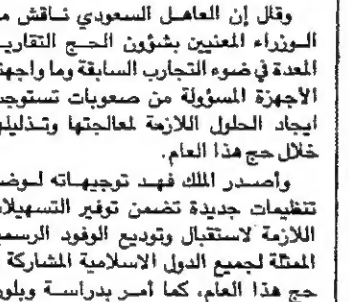 وقال إن العاهل السعودي ناقش مع
الوزراء المعنيين بشؤون الحج التقارير
المعدة في ضوء التجارب السابقة وما واجهته
الأجهزة المسؤولة من صعوبات تستوجب
ايجاد الحلول اللازمة لمعالجتها وتذليلها
خلال حج هذا العام.
وأصدر الملك فهد توجيهاته لوضع
تنظيمات جديدة تضمن توفير التسهيلات
اللازمة لاستقبال وتوديع الوفود الرسمية
الممثلة لجميع الدول الاسلامية المشاركة
حج هذا العام، كما أمر بدراسة